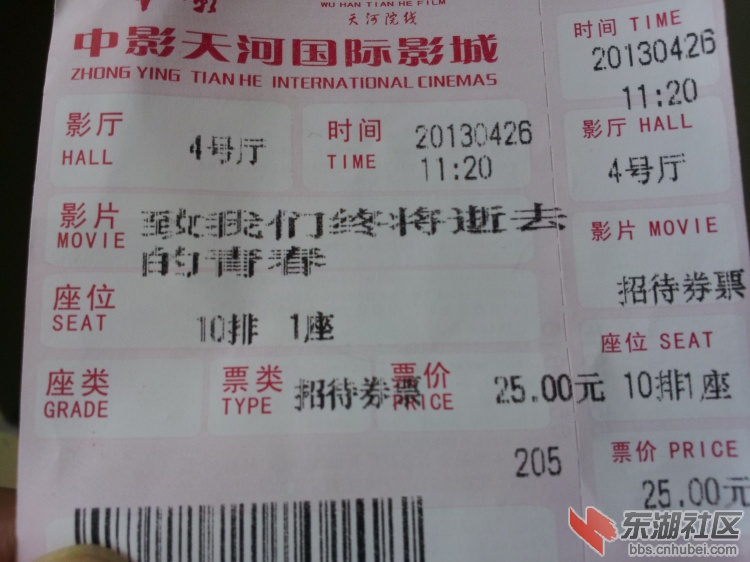 WU HAN TIAN HE FILM
天河院线
中影天河国际影城
ZHONG YING TIAN HE INTERNATIONAL CINEMAS
影厅
HALL
4号厅
时间
TIME
20130426
11:20
影片
MOVIE
致我们终将逝去
的青春
座位
SEAT
10排 1座
座类
GRADE
票类
TYPE
招待券票
票价
PRICE
25.00元
205
时间 TIME
20130426
11:20
影厅 HALL
4号厅
影片 MOVIE
招待券票
座位 SEAT
10排1座
票价 PRICE
25.00元
东湖社区
bbs.cnhubei.com